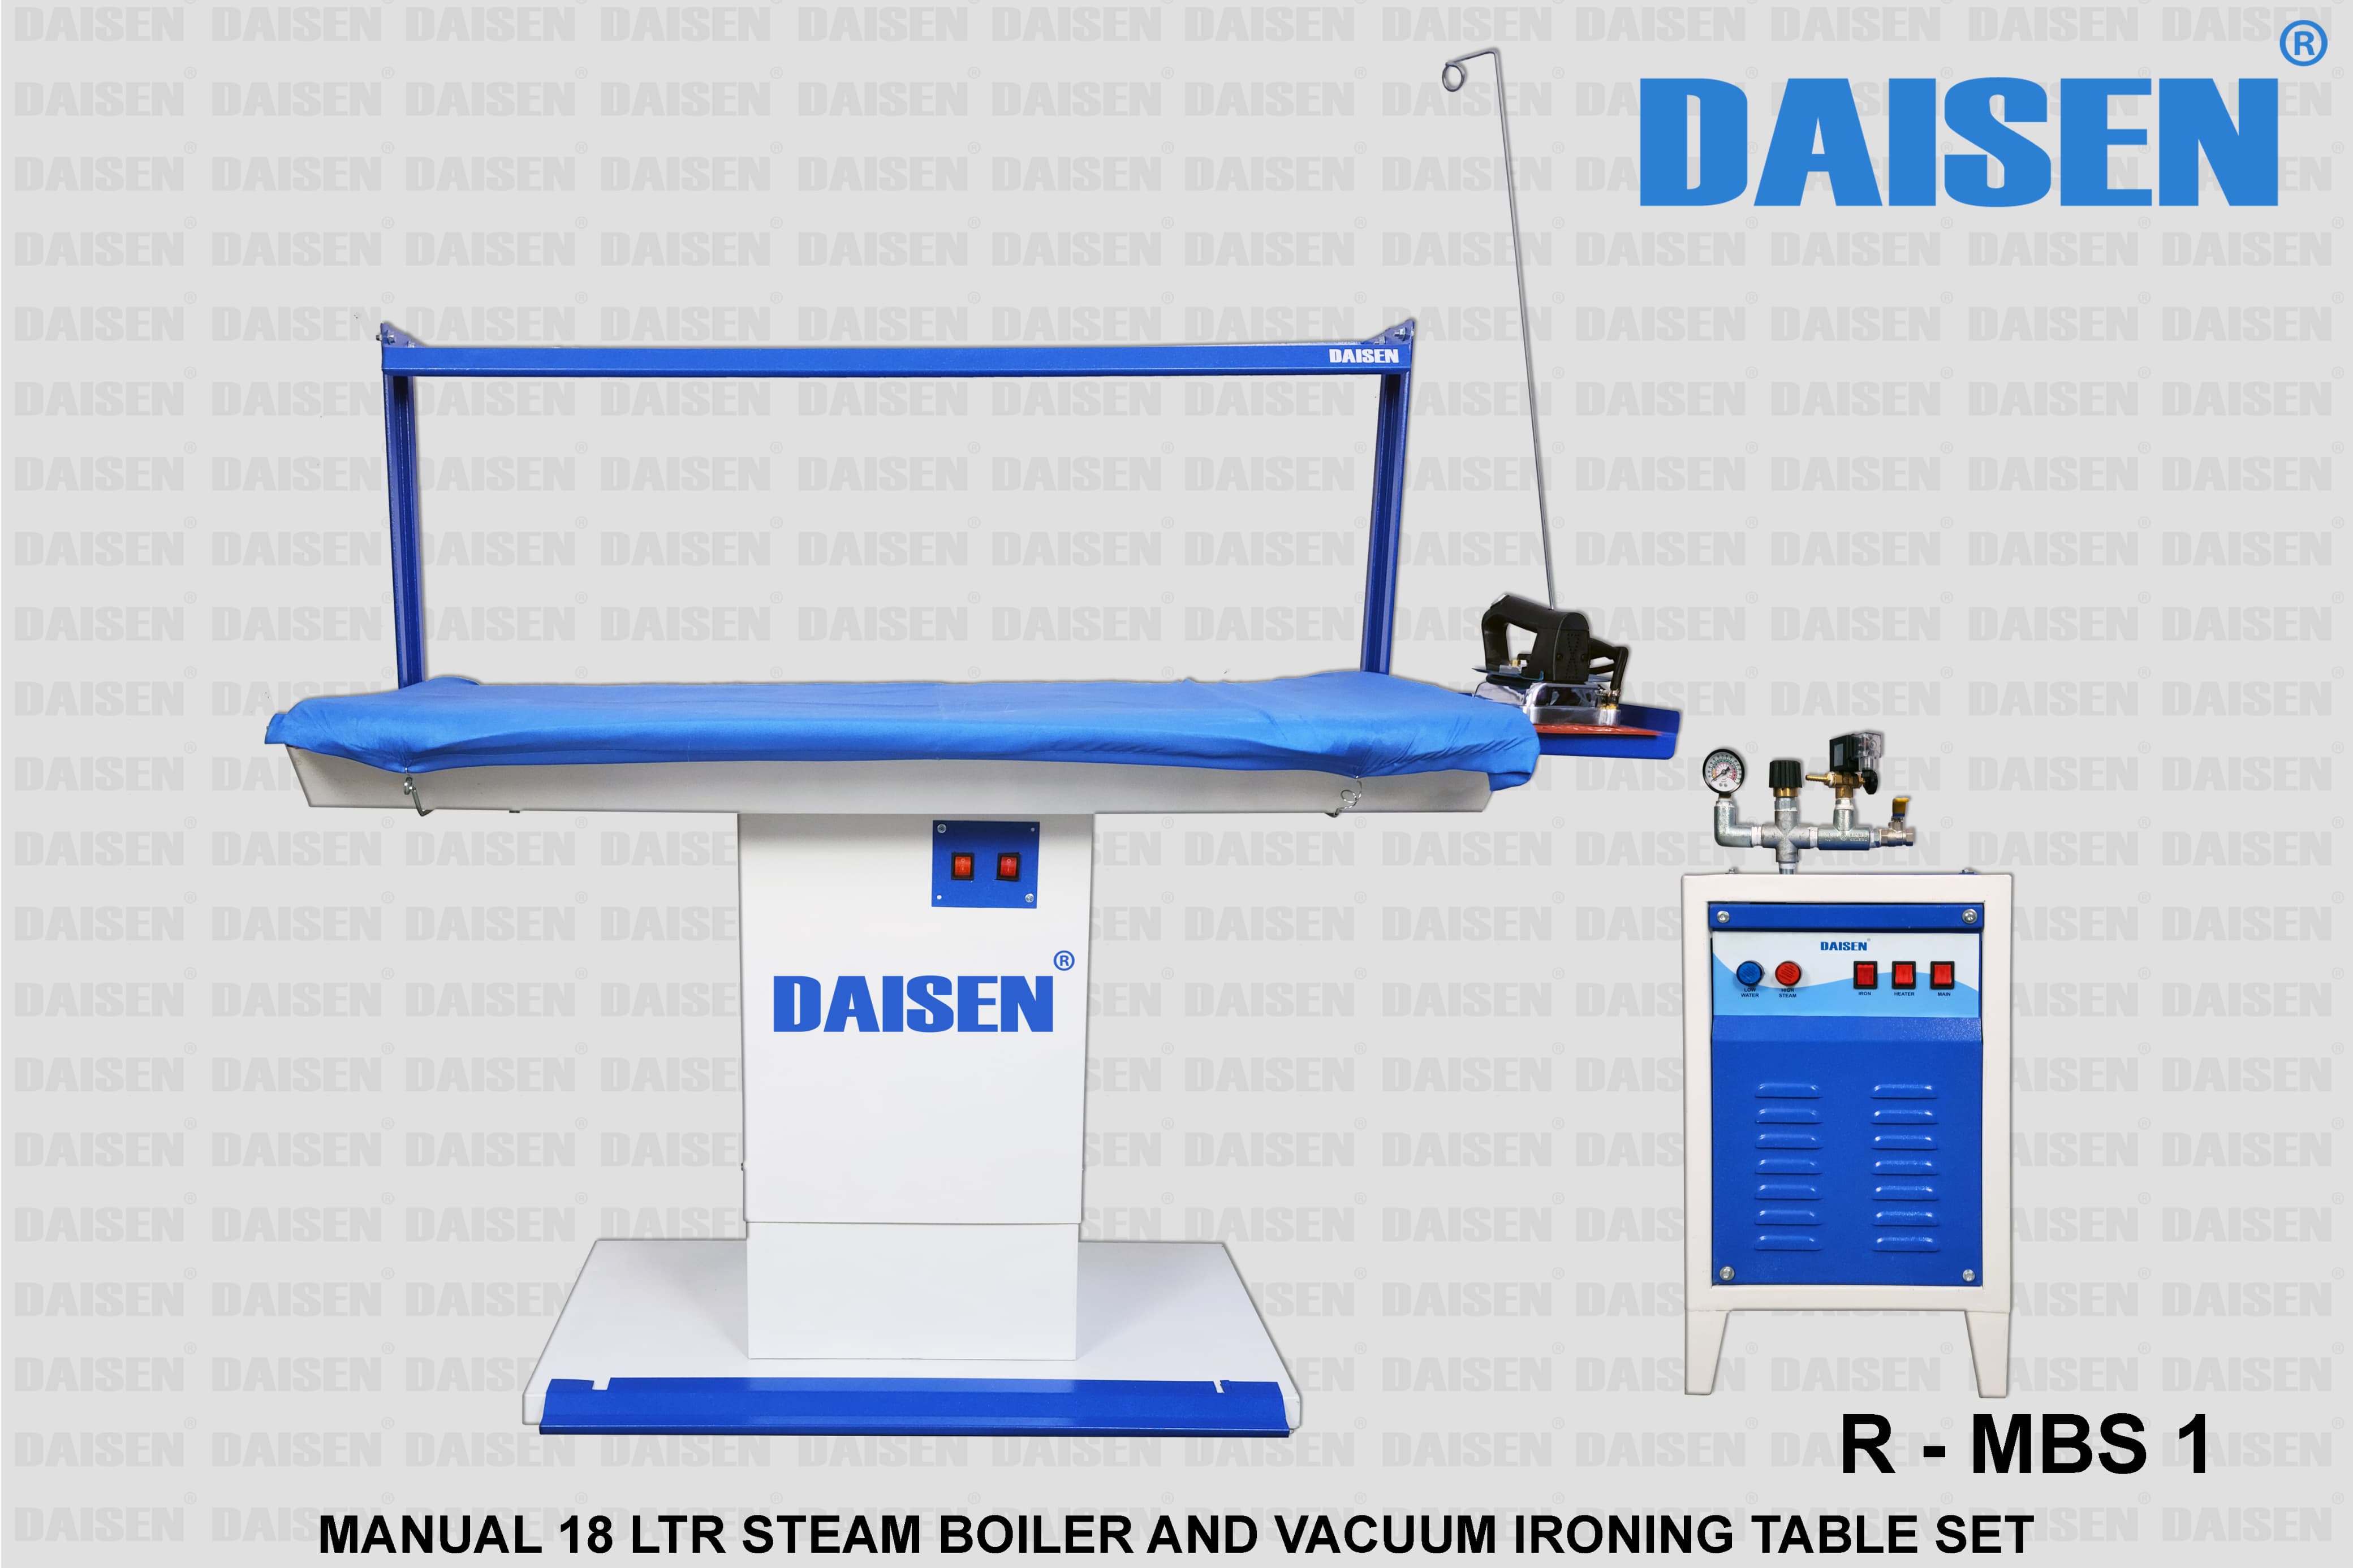 DAISEN®
DAISEN
DAISEN®
DAISEN
LOW WATER
HIGH STEAM
IRON
HEATER
MAIN
R - MBS 1
MANUAL 18 LTR STEAM BOILER AND VACUUM IRONING TABLE SET